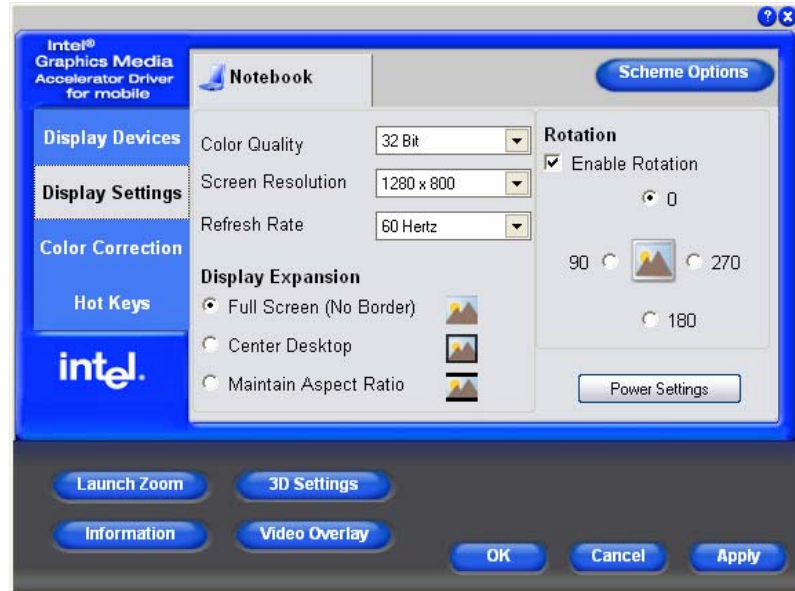 Intel®
Graphics Media
Accelerator Driver
for mobile
Notebook
Scheme Options
Display Devices
Display Settings
Color Correction
Hot Keys
intel.
Color Quality
32 Bit
Screen Resolution
1280 x 800
Refresh Rate
60 Hertz
Display Expansion
Full Screen (No Border)
Center Desktop
Maintain Aspect Ratio
Rotation
Enable Rotation
0
90
270
180
Power Settings
Launch Zoom
3D Settings
Information
Video Overlay
OK
Cancel
Apply